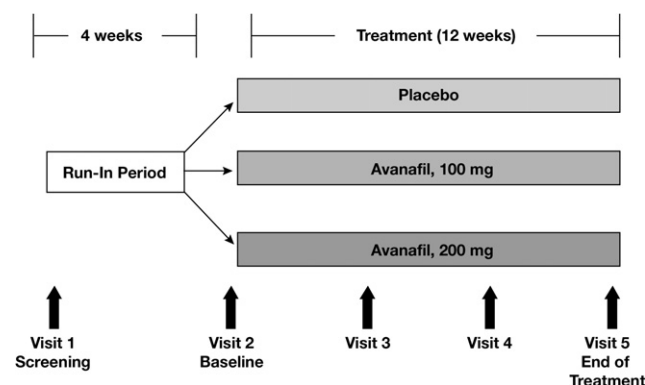 4 weeks
Treatment (12 weeks)
Placebo
Run-In Period
Avanafil, 100 mg
Avanafil, 200 mg
Visit 1
Screening
Visit 2
Baseline
Visit 3
Visit 4
Visit 5
End of
Treatment